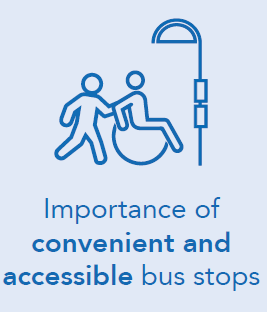 Importance of
convenient and
accessible bus stops